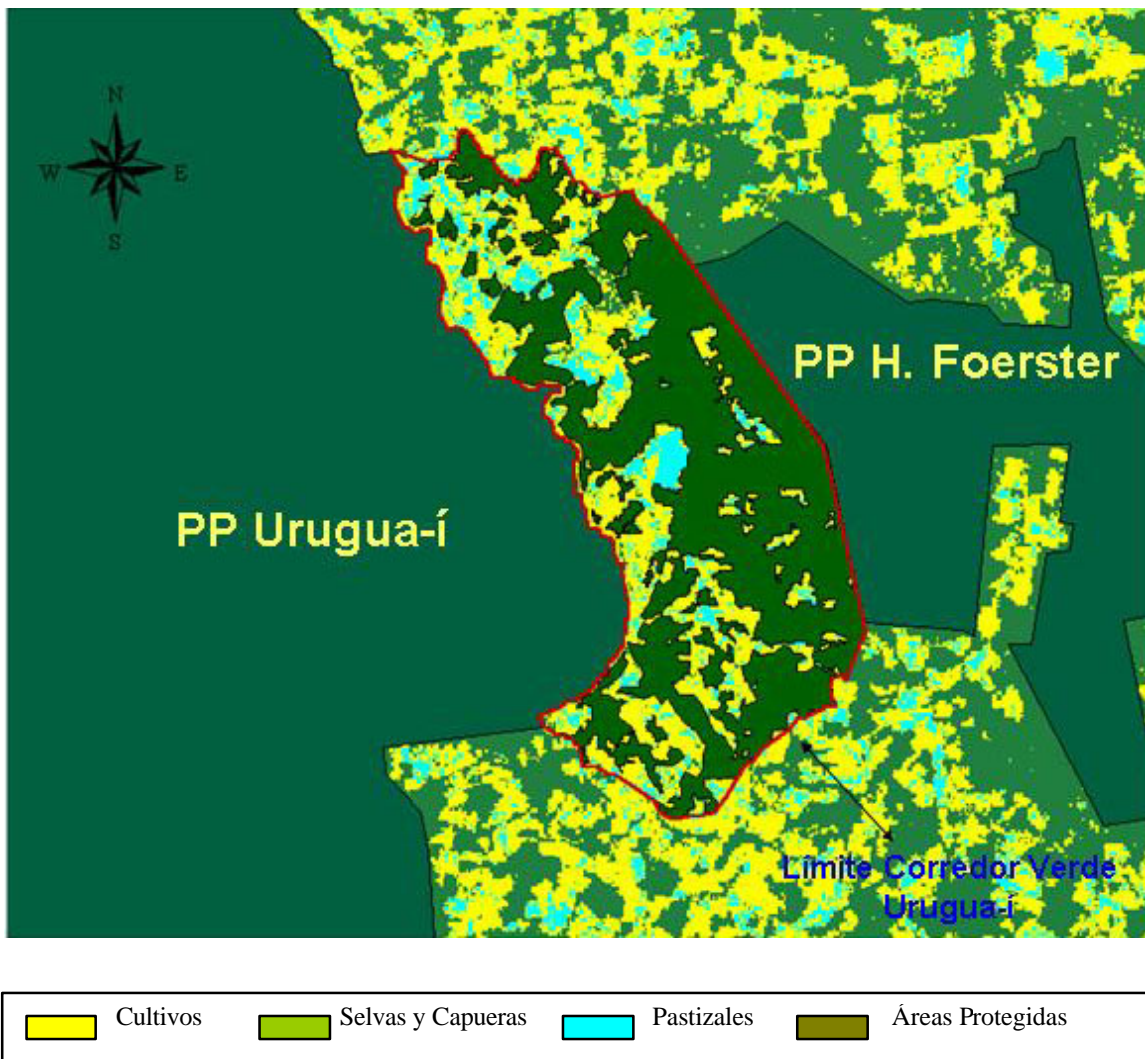 N
W E
S
PP H. Foerster
PP Urugua-í
Límite Corredor Verde
Urugua-í
Cultivos Selvas y Capueras Pastizales Áreas Protegidas